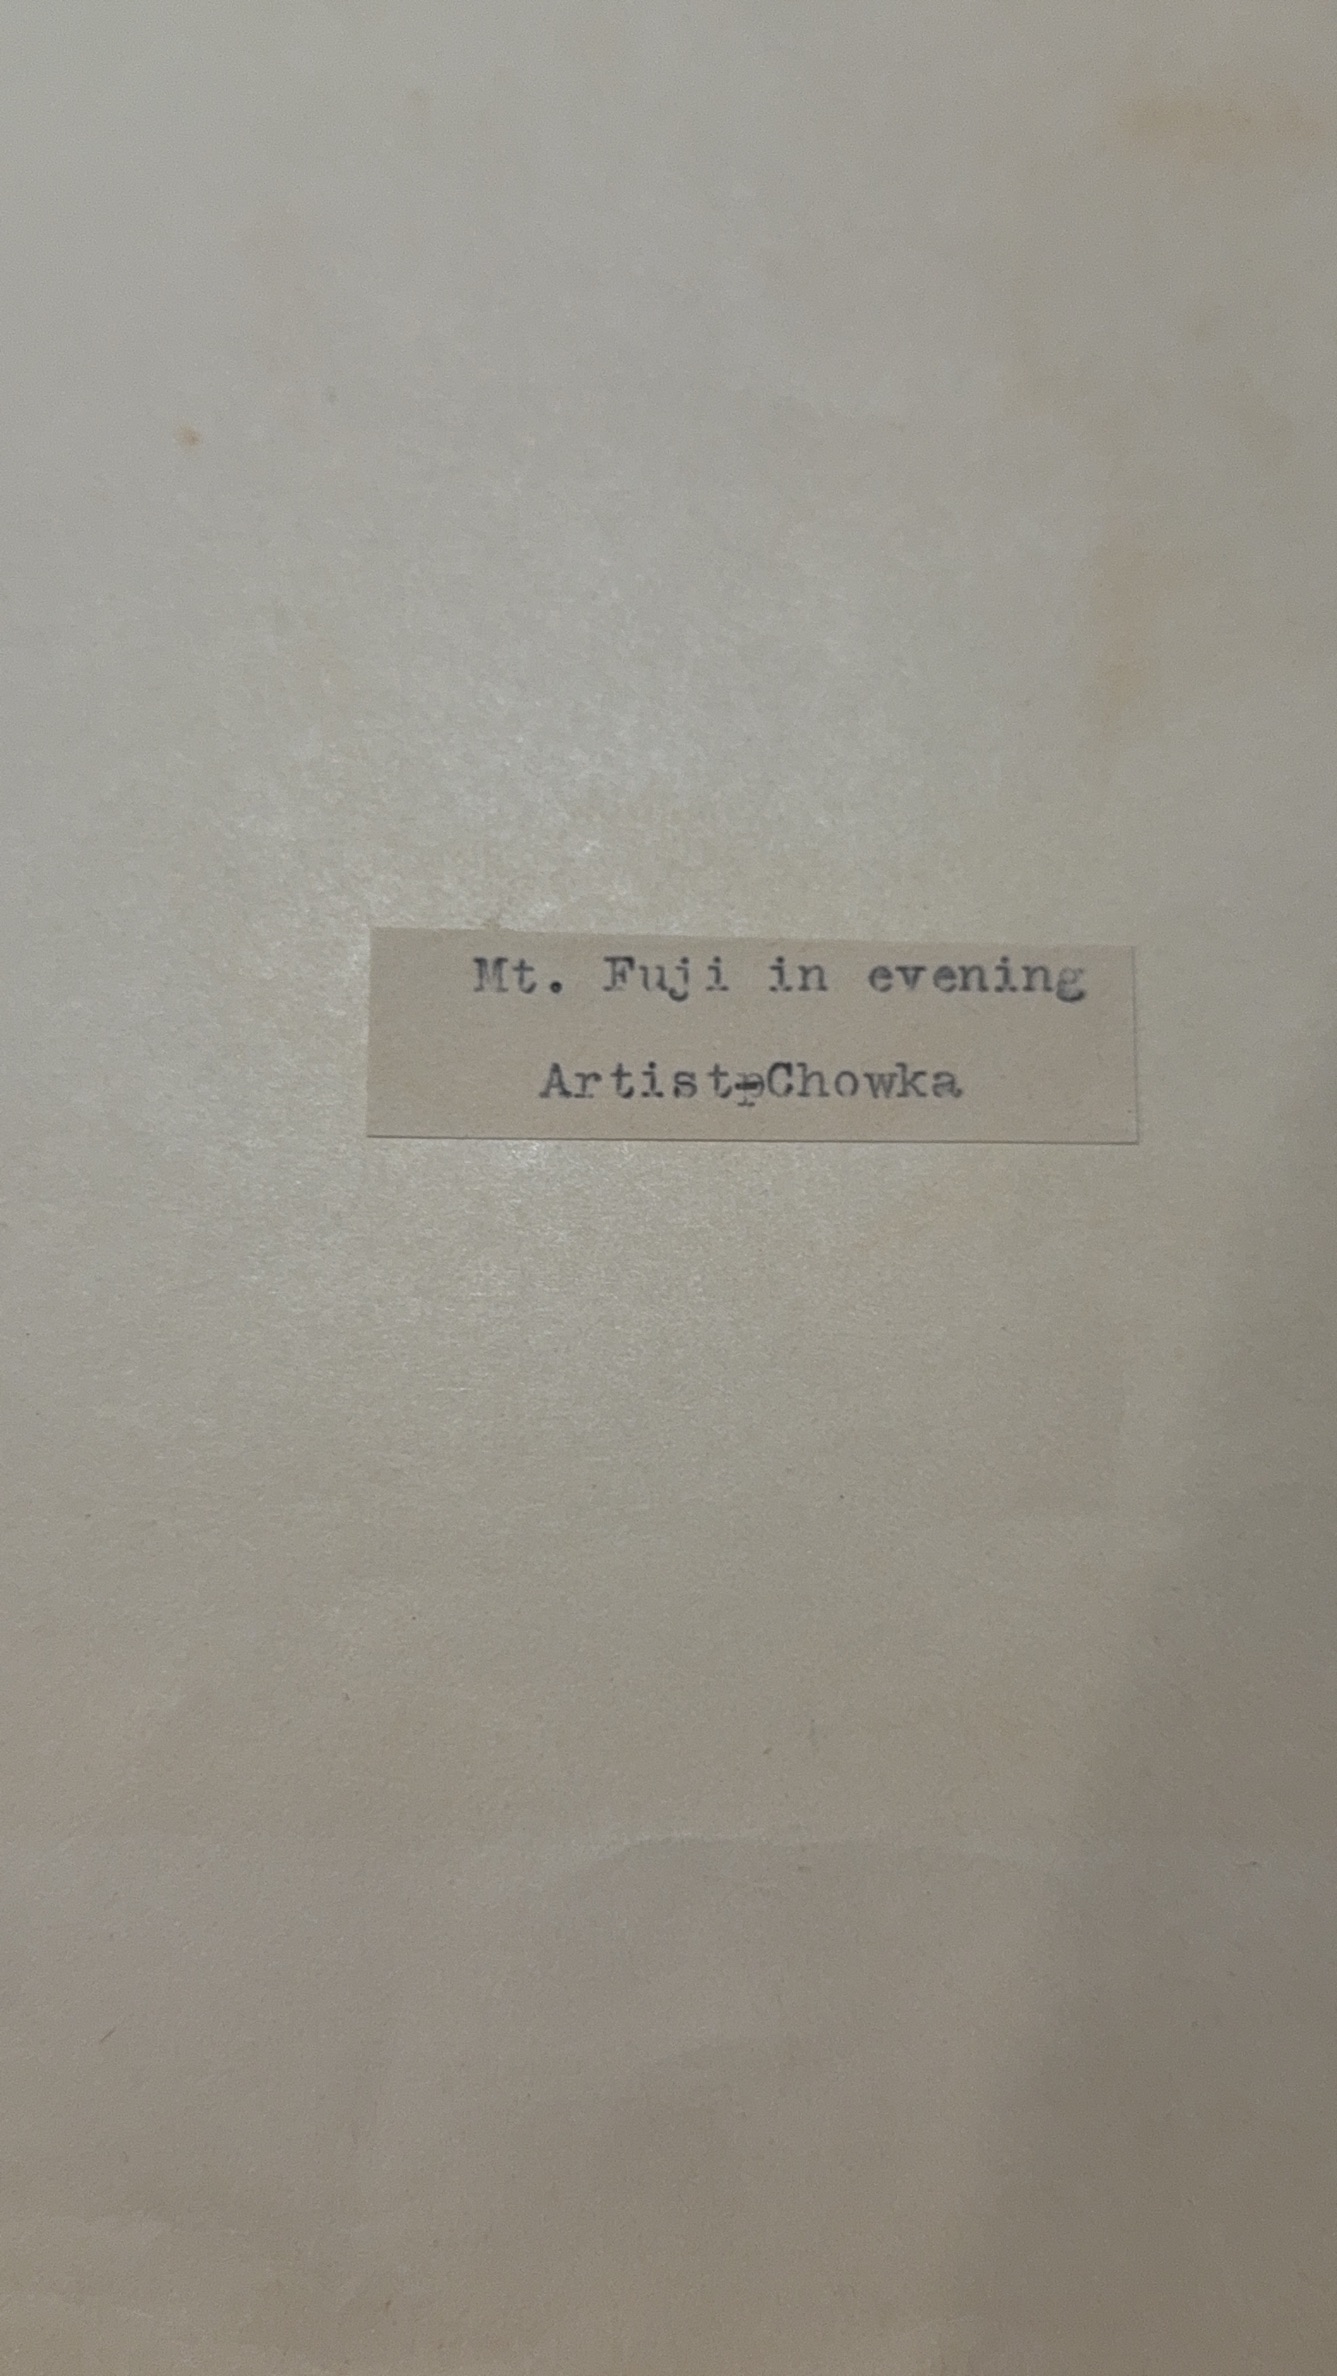 Mt. Fuji in evening
Artist-Chowka